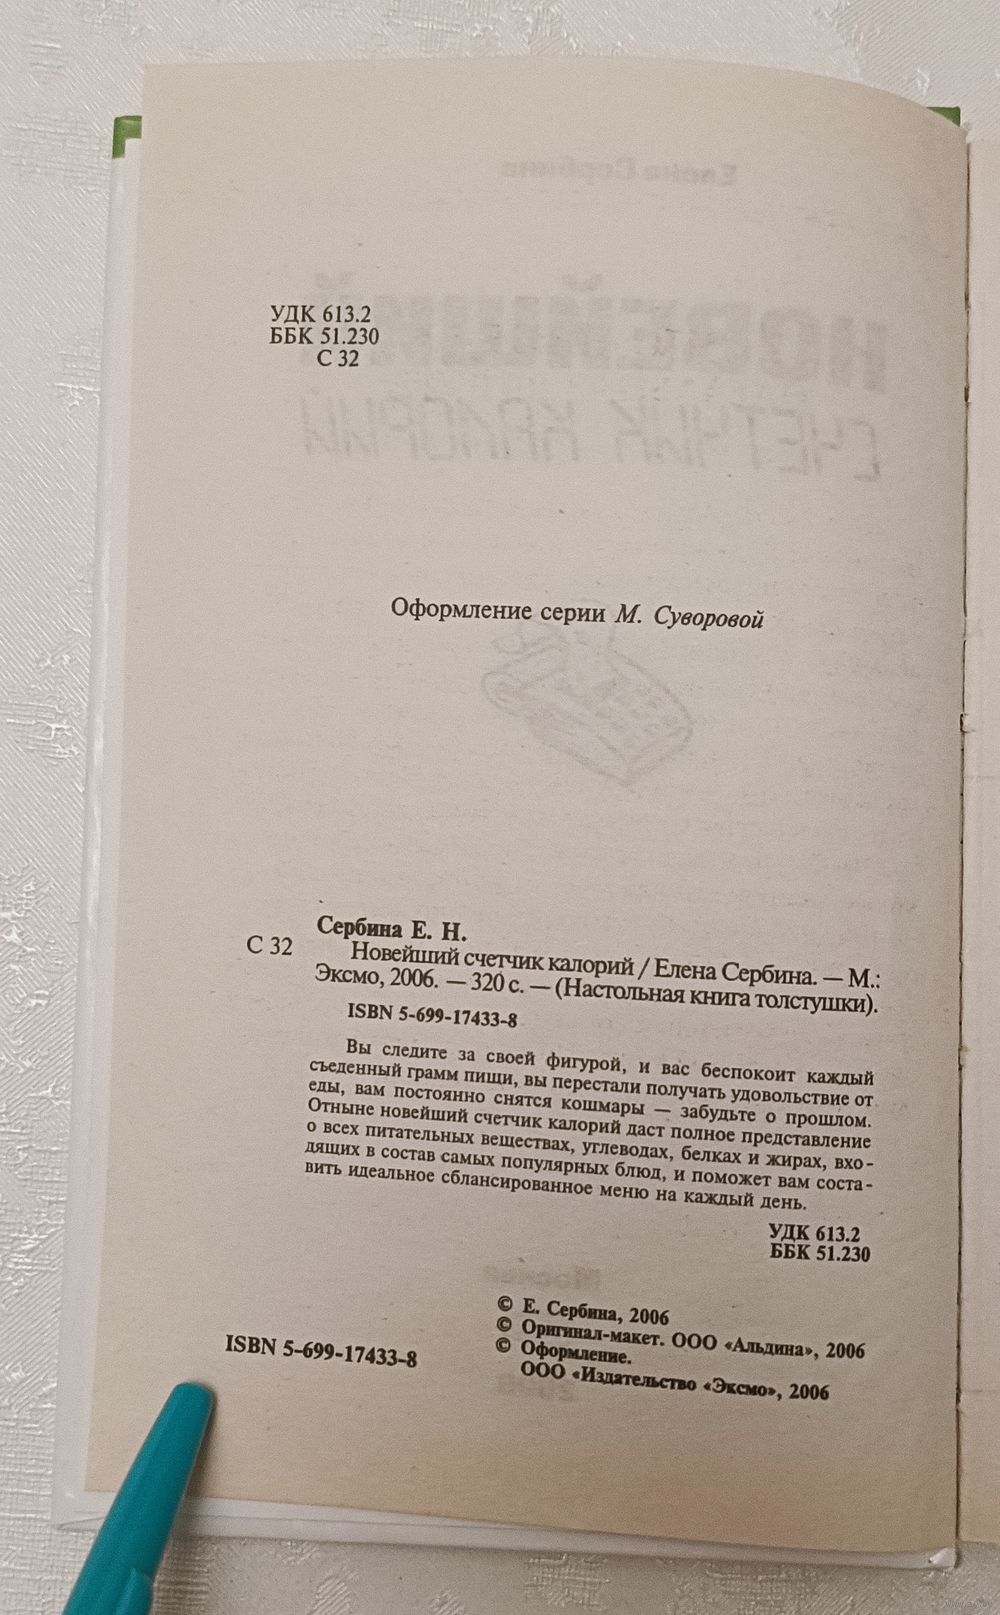 УДК 613.2
ББК 51.230
С 32
Оформление серии М. Суворовой
Сербина Е. Н.
С 32
Новейший счетчик калорий / Елена Сербина. — М.:
Эксмо, 2006. — 320 с. — (Настольная книга толстушки).
ISBN 5-699-17433-8
Вы следите за своей фигурой, и вас беспокоит каждый
съеденный грамм пищи, вы перестали получать удовольствие от
еды, вам постоянно снятся кошмары — забудьте о прошлом.
Отныне новейший счетчик калорий даст полное представление
о всех питательных веществах, углеводах, белках и жирах, вхо-
дящих в состав самых популярных блюд, и поможет вам соста-
вить идеальное сблансированное меню на каждый день.
УДК 613.2
ББК 51.230
© Е. Сербина, 2006
© Оригинал-макет. ООО «Альдина», 2006
© Оформление.
ООО «Издательство «Эксмо», 2006
ISBN 5-699-17433-8